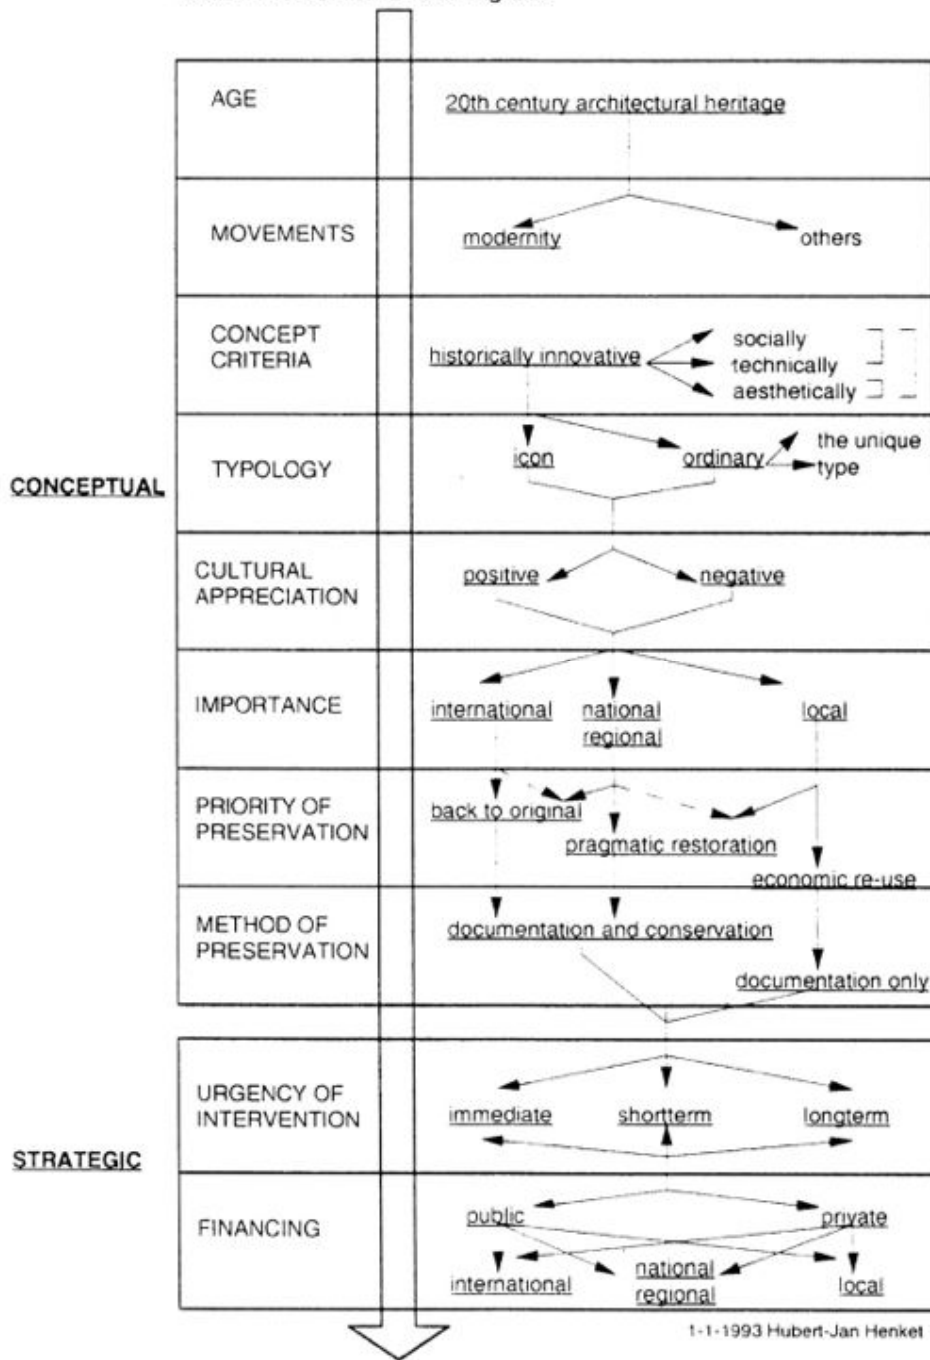 AGE
20th century architectural heritage
MOVEMENTS
modernity
others
CONCEPT
CRITERIA
historically innovative
socially
technically
aesthetically
CONCEPTUAL
TYPOLOGY
icon
ordinary
the unique
type
CULTURAL
APPRECIATION
positive
negative
IMPORTANCE
international
national
regional
local
PRIORITY OF
PRESERVATION
back to original
pragmatic restoration
economic re-use
METHOD OF
PRESERVATION
documentation and conservation
documentation only
STRATEGIC
URGENCY OF
INTERVENTION
immediate
shortterm
longterm
FINANCING
public
private
international
national
regional
local
1-1-1993 Hubert-Jan Henket